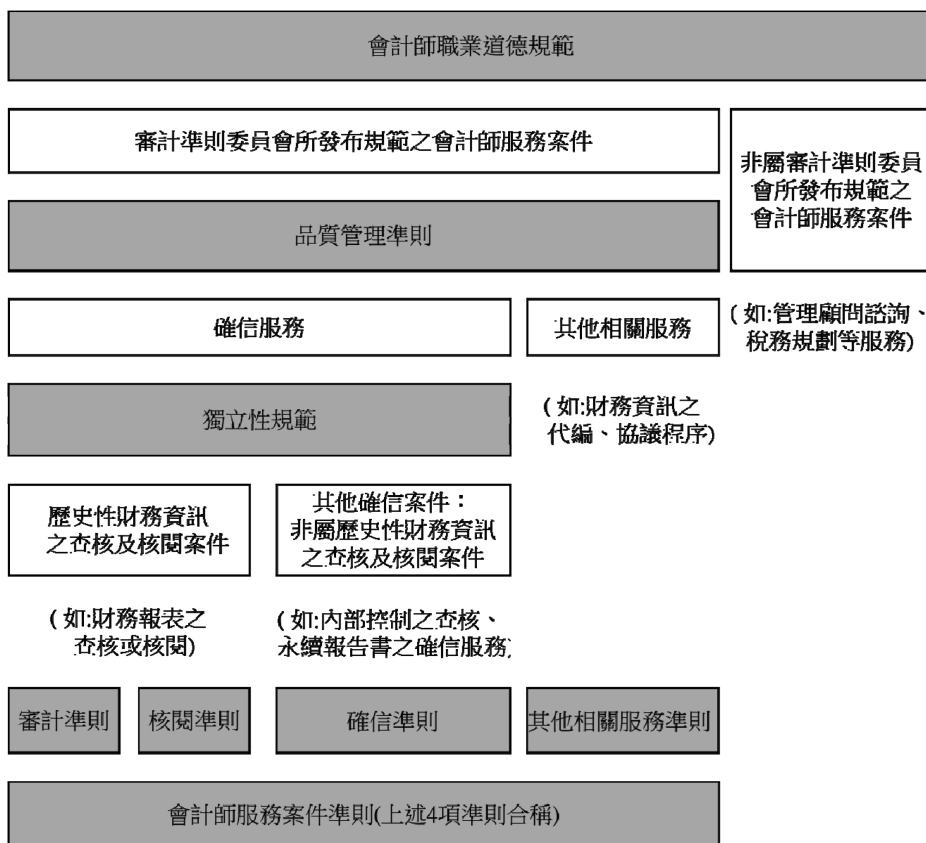 會計師職業道德規範
審計準則委員會所發布規範之會計師服務案件
非屬審計準則委員
會所發布規範之
會計師服務案件
品質管理準則
確信服務
其他相關服務
(如:管理顧問諮詢、
稅務規劃等服務)
獨立性規範
(如:財務資訊之
代編、協議程序)
歷史性財務資訊
之查核及核閱案件
其他確信案件：
非屬歷史性財務資訊
之查核及核閱案件
(如:財務報表之
查核或核閱)
(如:內部控制之查核、
永續報告書之確信服務)
審計準則
核閱準則
確信準則
其他相關服務準則
會計師服務案件準則(上述4項準則合稱)